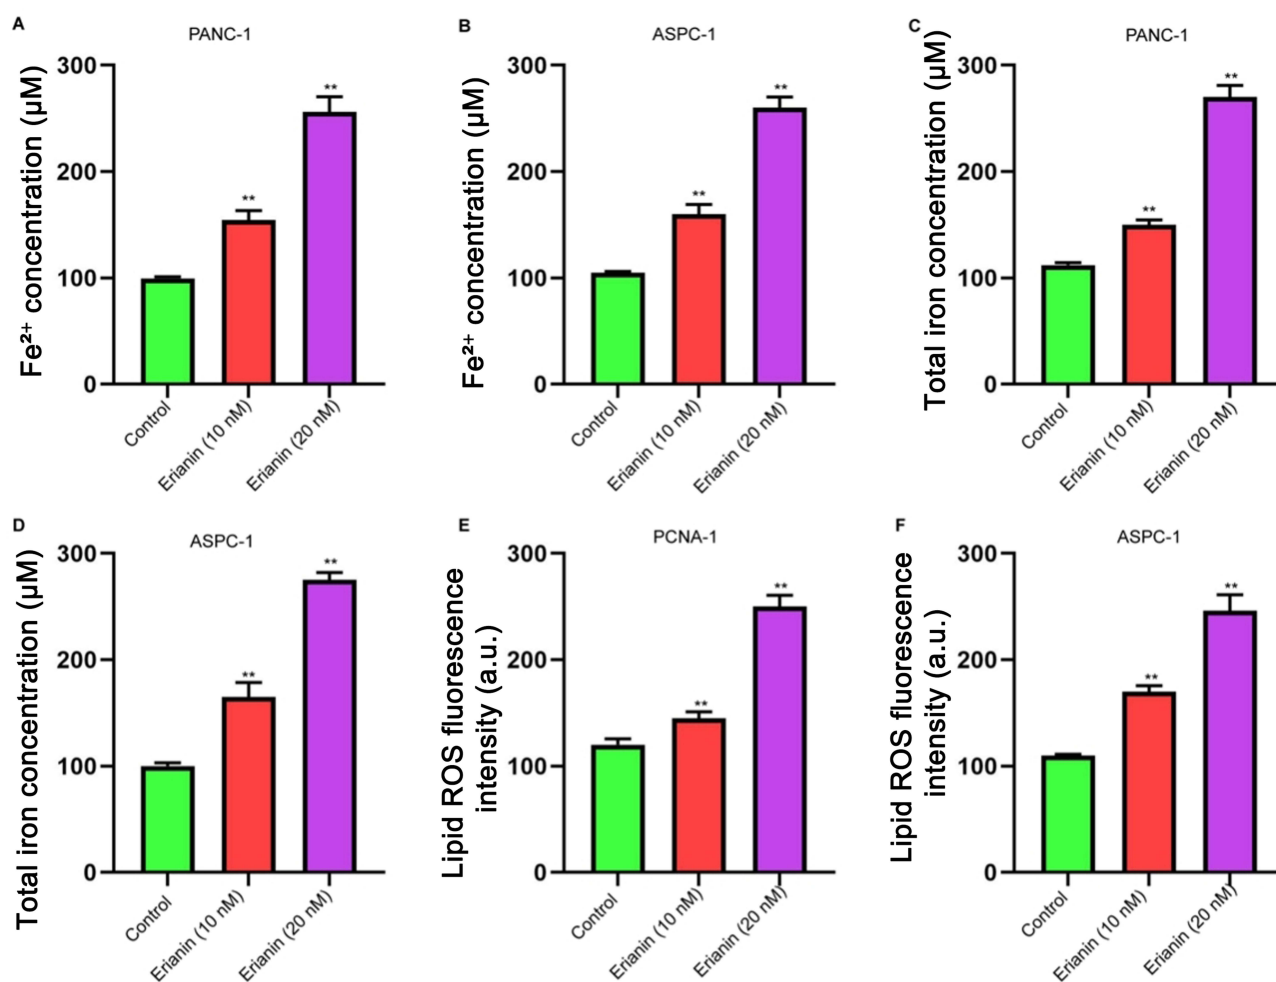 A
PANC-1
Fe²⁺ concentration (μM)
300
200
100
0
**
**
Control
Erianin (10 nM)
Erianin (20 nM)
B
ASPC-1
Fe²⁺ concentration (μM)
300
200
100
0
**
**
Control
Erianin (10 nM)
Erianin (20 nM)
C
PANC-1
Total iron concentration (μM)
300
200
100
0
**
**
Control
Erianin (10 nM)
Erianin (20 nM)
D
ASPC-1
Total iron concentration (μM)
300
200
100
0
**
**
Control
Erianin (10 nM)
Erianin (20 nM)
E
PCNA-1
Lipid ROS fluorescence
intensity (a.u.)
300
200
100
0
**
**
Control
Erianin (10 nM)
Erianin (20 nM)
F
ASPC-1
Lipid ROS fluorescence
intensity (a.u.)
300
200
100
0
**
**
Control
Erianin (10 nM)
Erianin (20 nM)